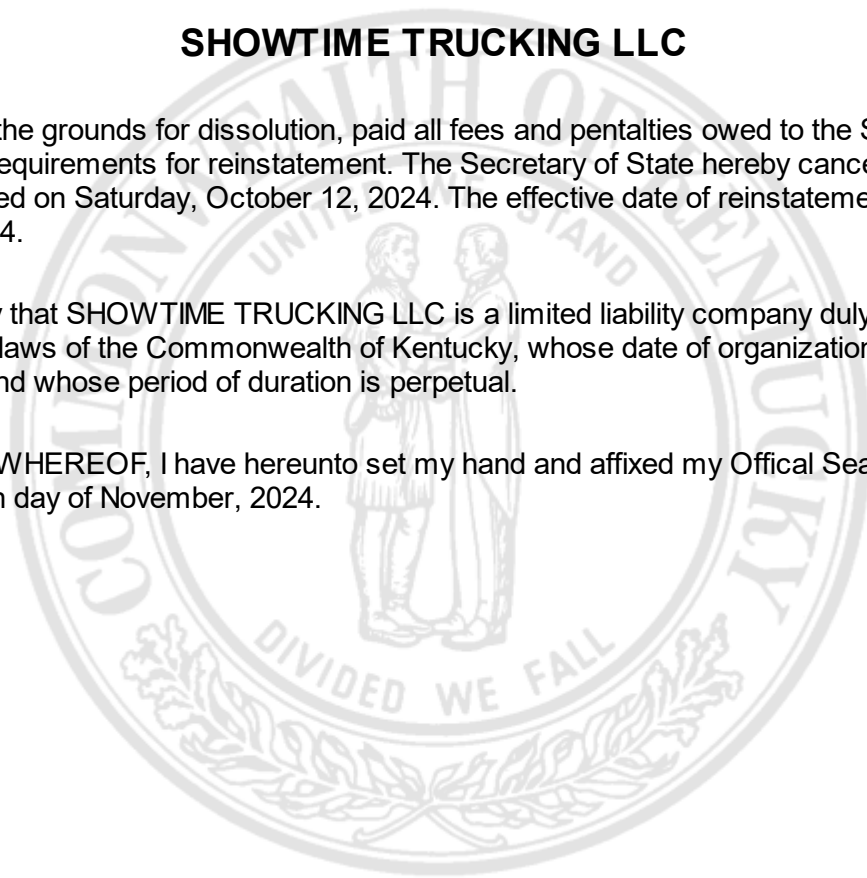 SHOWTIME TRUCKING LLC
the grounds for dissolution, paid all fees and pentalties owed to the S
equirements for reinstatement. The Secretary of State hereby cance
ed on Saturday, October 12, 2024. The effective date of reinstateme
4.
y that SHOWTIME TRUCKING LLC is a limited liability company duly
laws of the Commonwealth of Kentucky, whose date of organization
nd whose period of duration is perpetual.
WHEREOF, I have hereunto set my hand and affixed my Offical Sea
h day of November, 2024.
COMMONWEALTH OF KENTUCKY
UNITED WE STAND
DIVIDED WE FALL